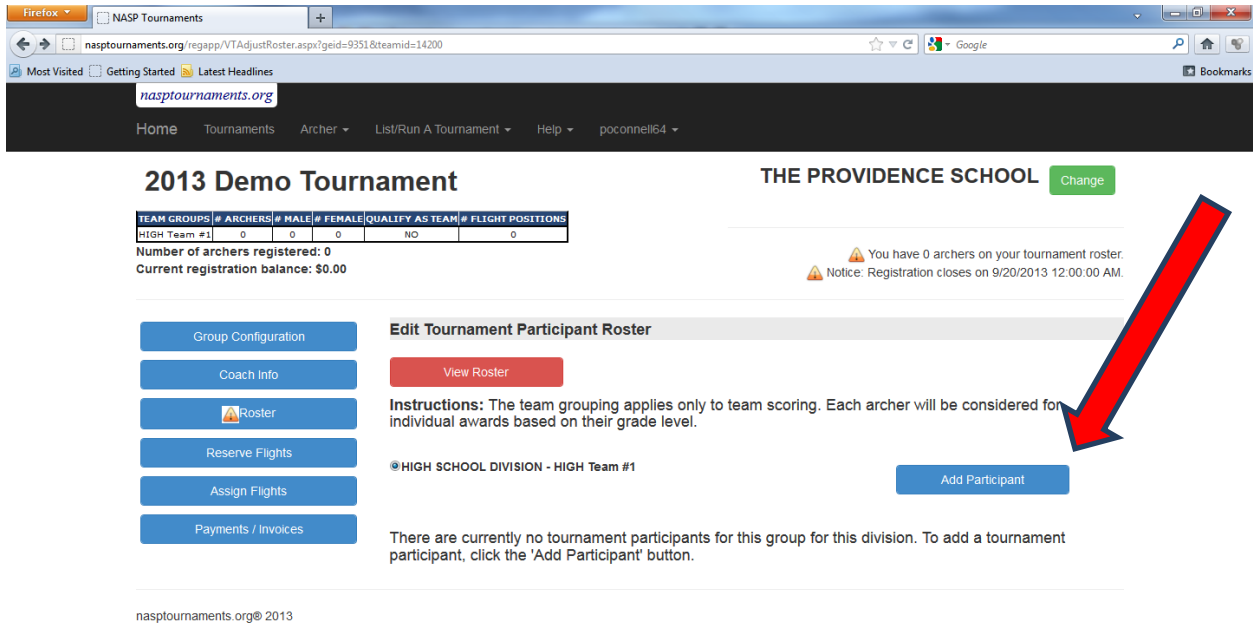 Firefox
NASP Tournaments
+
nasptournaments.org/regapp/VTAdjustRoster.aspx?geid=9351&teamid=14200
Google
Most Visited Getting Started Latest Headlines Bookmarks
nasptournaments.org
Home Tournaments Archer List/Run A Tournament Help poconnell64
2013 Demo Tournament
THE PROVIDENCE SCHOOL Change
TEAM GROUPS # ARCHERS # MALE # FEMALE QUALIFY AS TEAM # FLIGHT POSITIONS
HIGH Team #1 0 0 0 NO 0
Number of archers registered: 0
Current registration balance: $0.00
You have 0 archers on your tournament roster.
Notice: Registration closes on 9/20/2013 12:00:00 AM.
Group Configuration
Coach Info
Roster
Reserve Flights
Assign Flights
Payments / Invoices
Edit Tournament Participant Roster
View Roster
Instructions: The team grouping applies only to team scoring. Each archer will be considered for
individual awards based on their grade level.
HIGH SCHOOL DIVISION - HIGH Team #1
Add Participant
There are currently no tournament participants for this group for this division. To add a tournament
participant, click the 'Add Participant' button.
nasptournaments.org® 2013